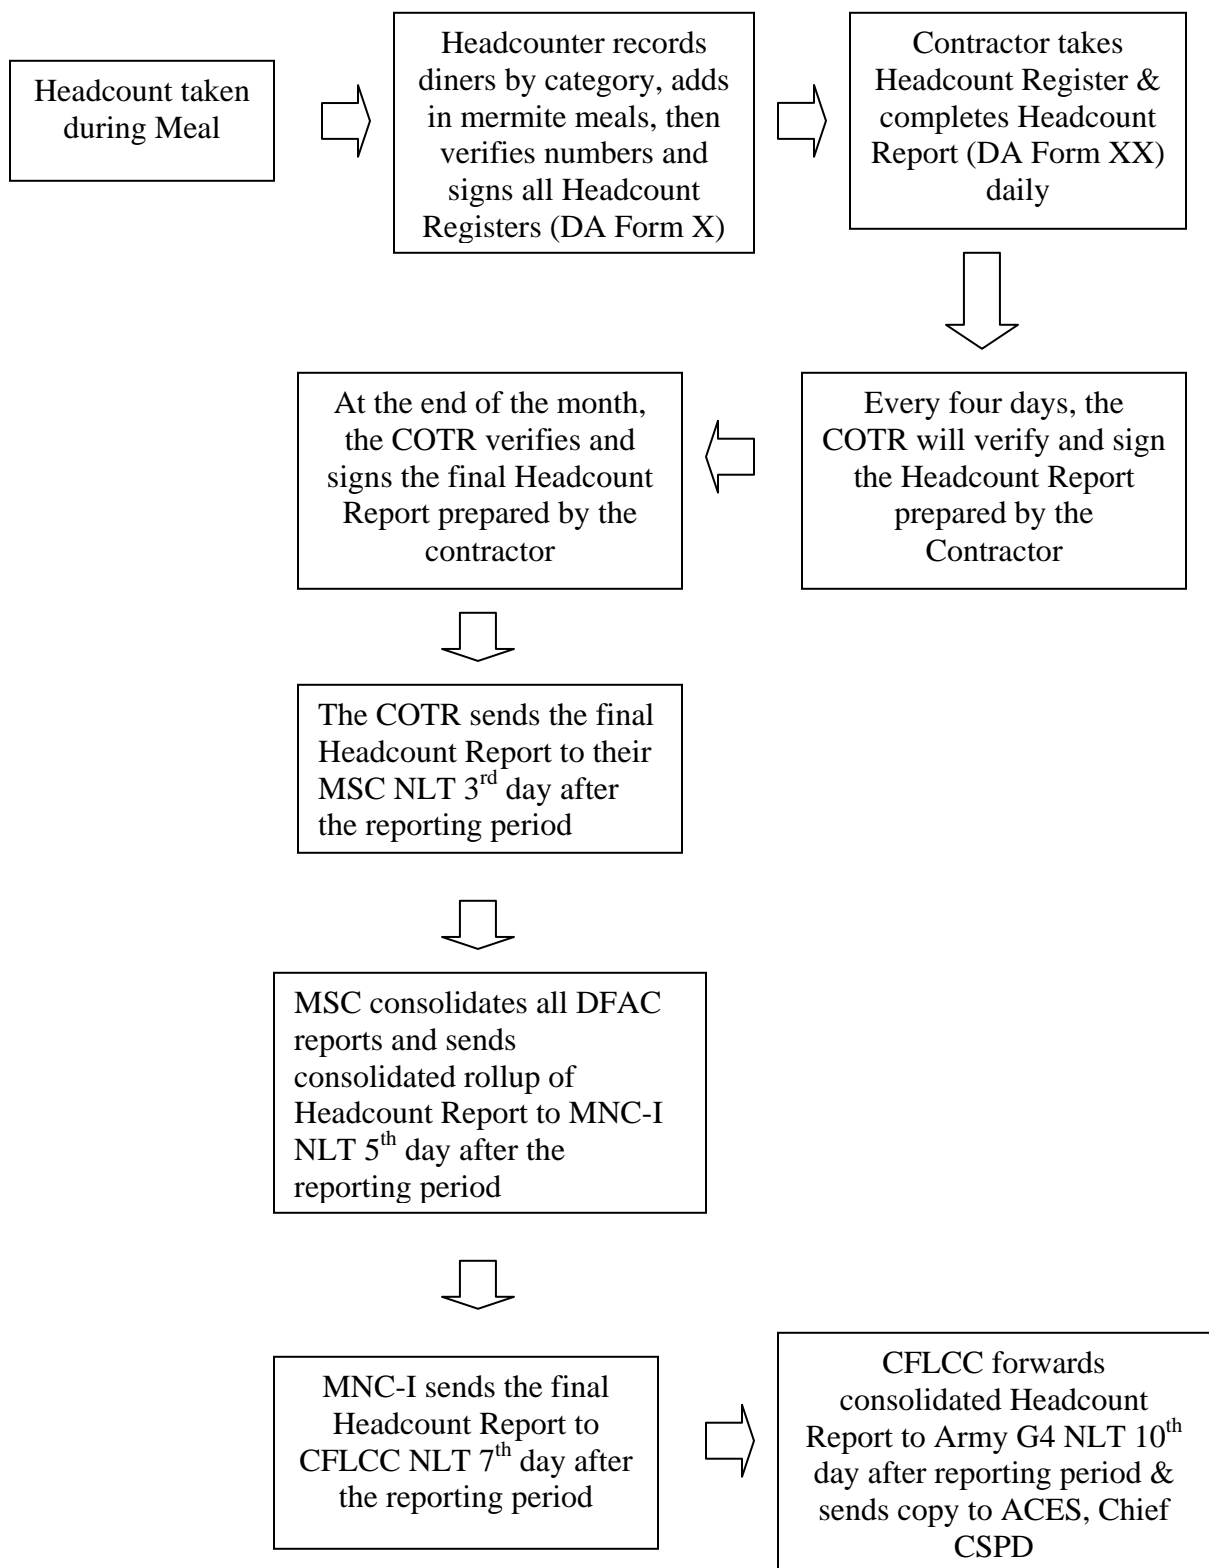 Headcount taken
during Meal
Headcounter records
diners by category, adds
in mermite meals, then
verifies numbers and
signs all Headcount
Registers (DA Form X)
Contractor takes
Headcount Register &
completes Headcount
Report (DA Form XX)
daily
Every four days, the
COTR will verify and sign
the Headcount Report
prepared by the
Contractor
At the end of the month,
the COTR verifies and
signs the final Headcount
Report prepared by the
contractor
The COTR sends the final
Headcount Report to their
MSC NLT 3rd day after
the reporting period
MSC consolidates all DFAC
reports and sends
consolidated rollup of
Headcount Report to MNC-I
NLT 5th day after the
reporting period
MNC-I sends the final
Headcount Report to
CFLCC NLT 7th day after
the reporting period
CFLCC forwards
consolidated Headcount
Report to Army G4 NLT 10th
day after reporting period &
sends copy to ACES, Chief
CSPD